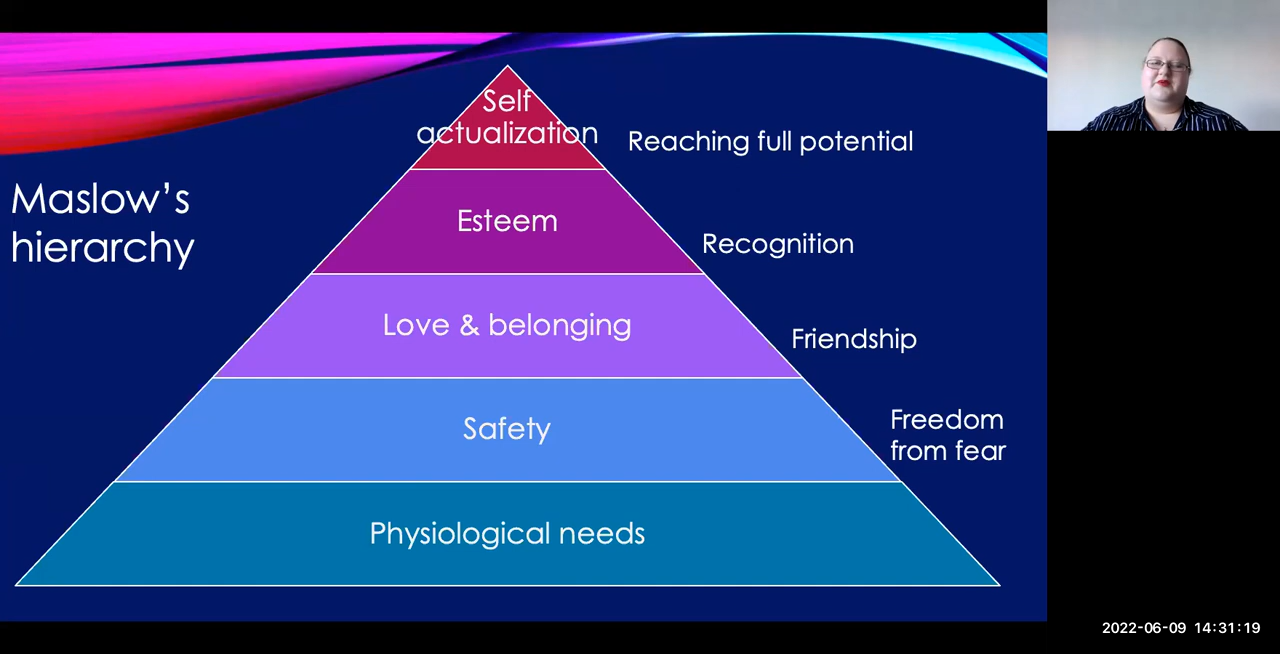 Self
actualization
Reaching full potential
Maslow’s
hierarchy
Esteem
Recognition
Love & belonging
Friendship
Safety
Freedom
from fear
Physiological needs
2022-06-09 14:31:19